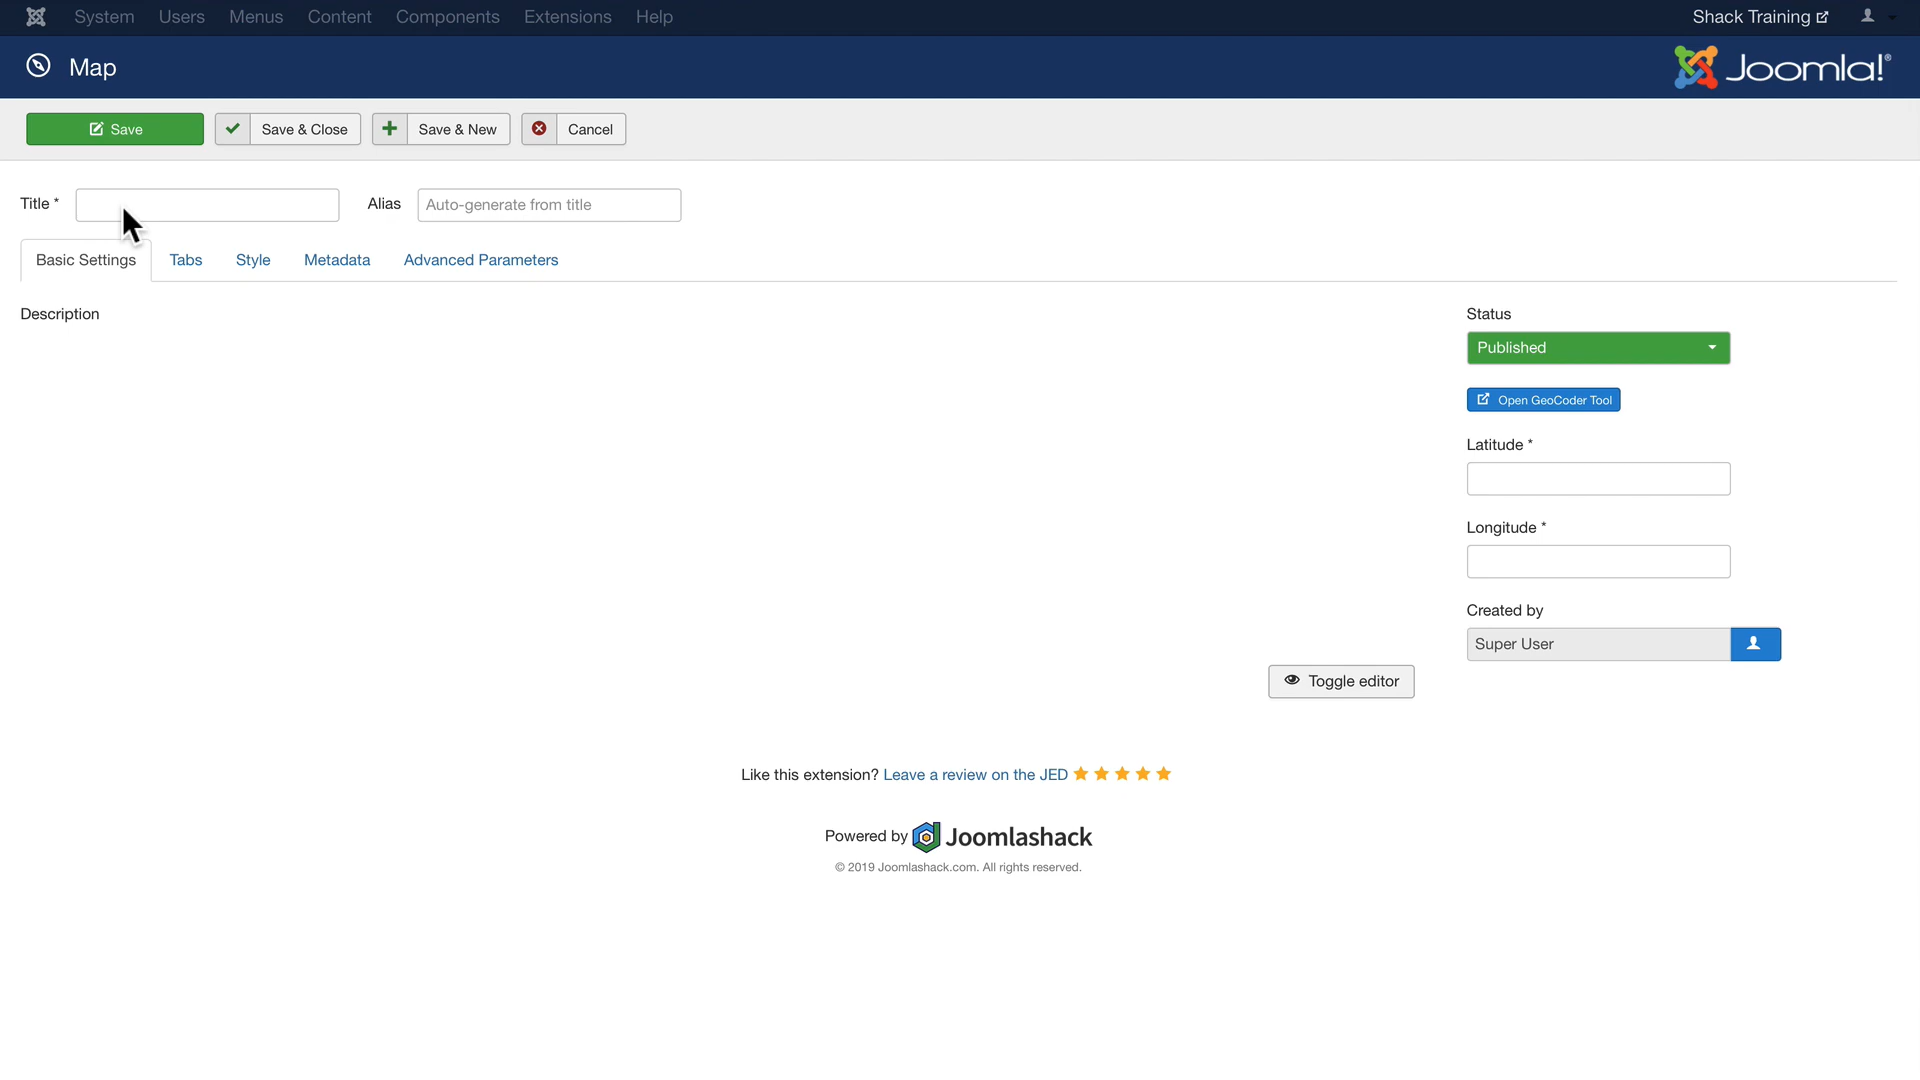 System Users Menus Content Components Extensions Help Shack Training
Map Joomla!®
Save Save & Close Save & New Cancel
Title * Alias Auto-generate from title
Basic Settings Tabs Style Metadata Advanced Parameters
Description
Status
Published
Open GeoCoder Tool
Latitude *
Longitude *
Created by
Super User
Toggle editor
Like this extension? Leave a review on the JED
Powered by Joomlashack
© 2019 Joomlashack.com. All rights reserved.